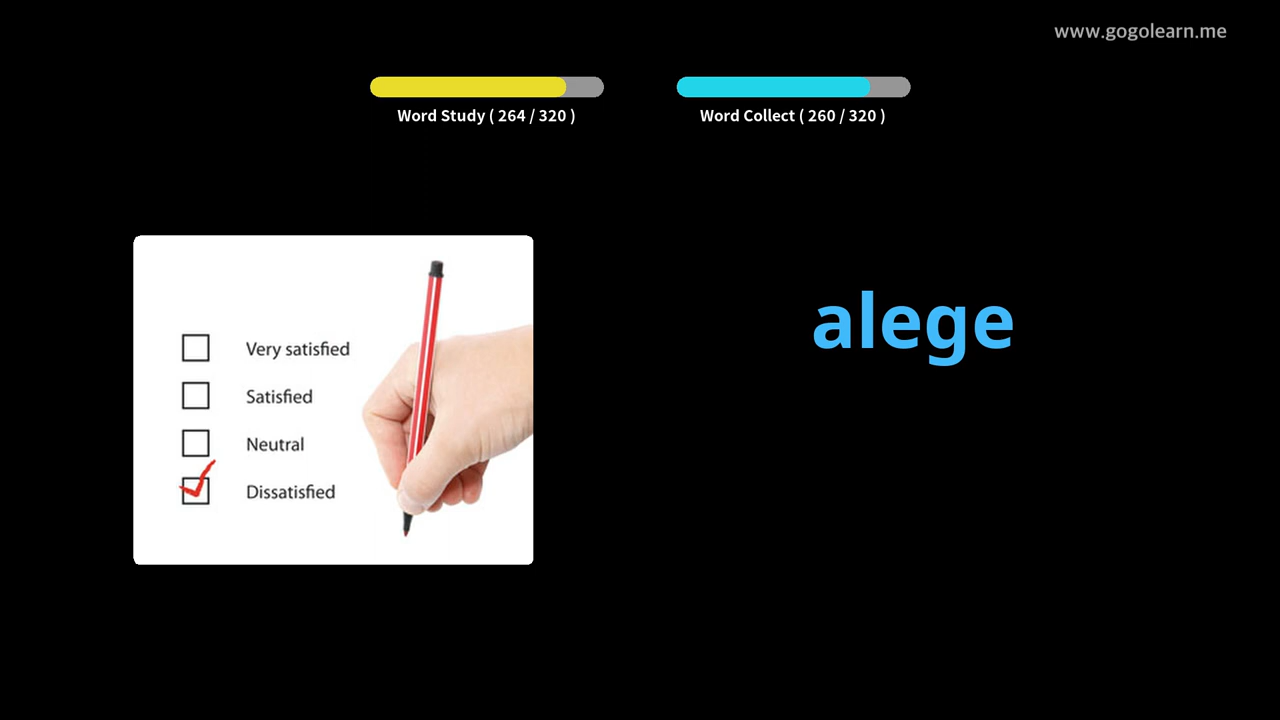 www.gogolearn.me
Word Study ( 264 / 320 )
Word Collect ( 260 / 320 )
Very satisfied
Satisfied
Neutral
Dissatisfied
alege